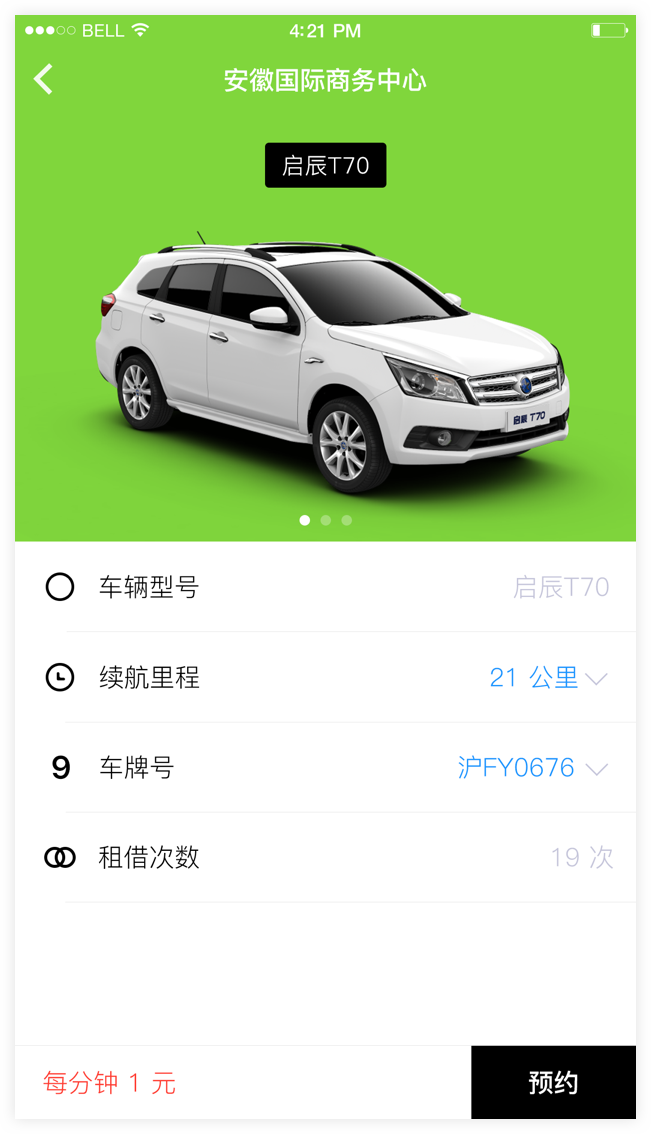 BELL 4:21 PM
安徽国际商务中心
启辰T70
启辰 T70
车辆型号 启辰T70
续航里程 21 公里
9 车牌号 沪FY0676
租借次数 19 次
每分钟 1 元 预约